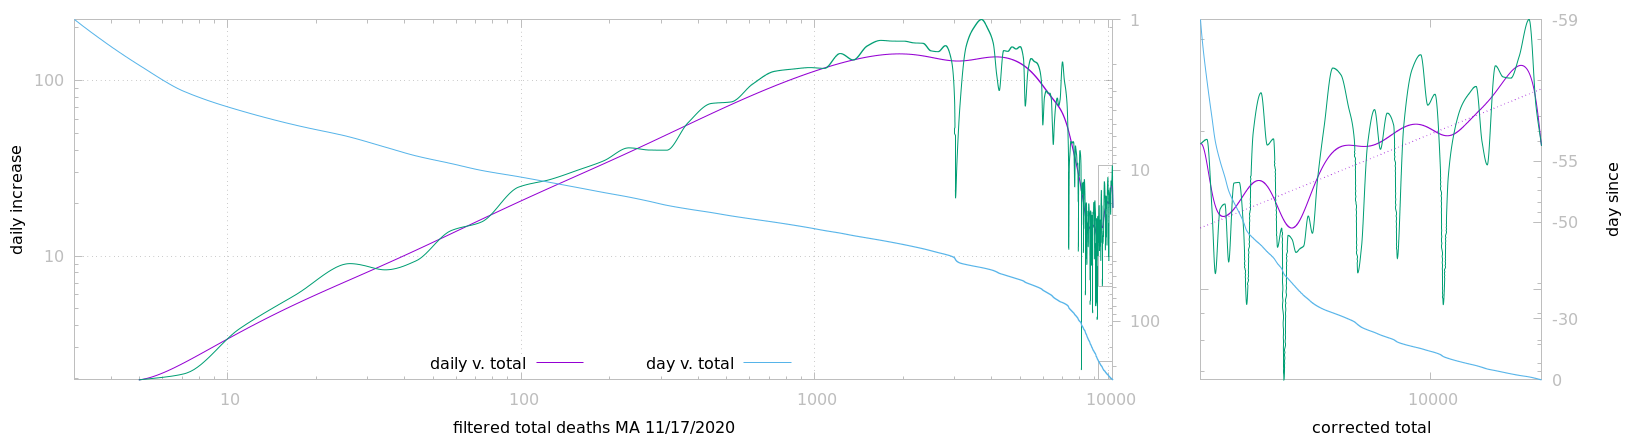 daily increase
100
10
1
10
100
daily v. total
day v. total
10
100
1000
10000
filtered total deaths MA 11/17/2020
-59
-55
-50
-30
0
day since
10000
corrected total